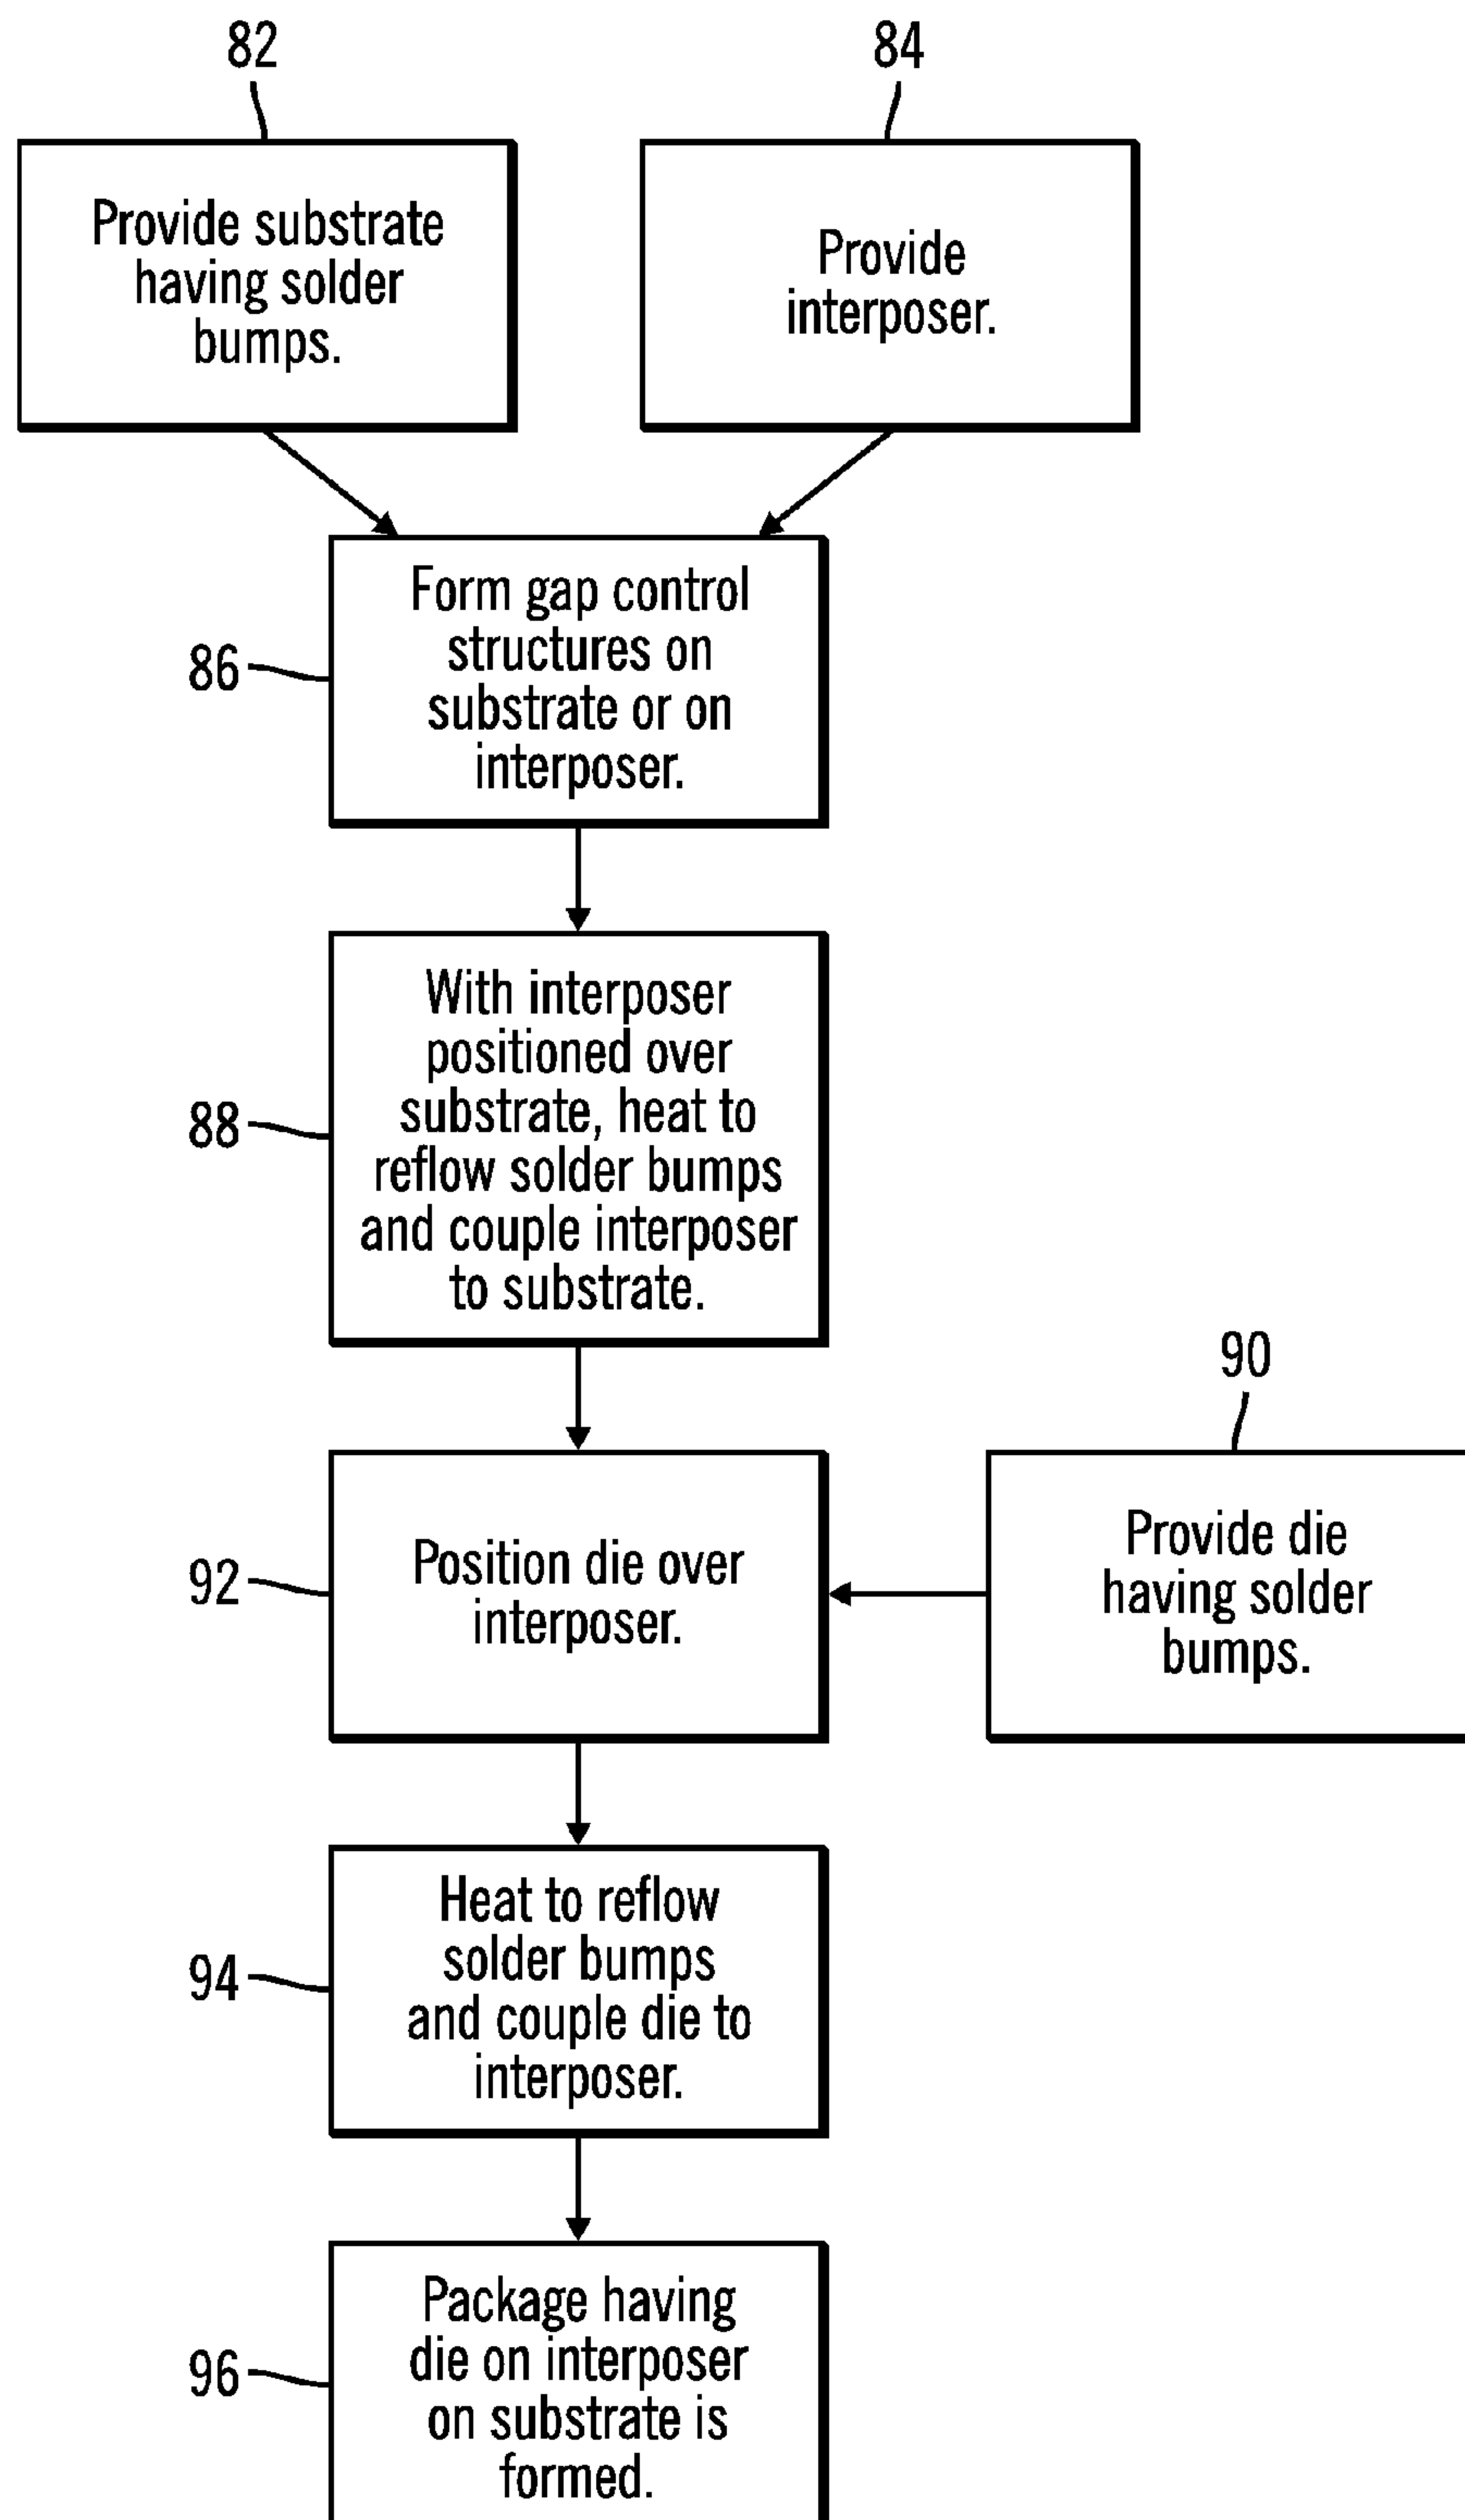 82
84
Provide substrate
having solder
bumps.
Provide
interposer.
86
Form gap control
structures on
substrate or on
interposer.
88
With interposer
positioned over
substrate, heat to
reflow solder bumps
and couple interposer
to substrate.
90
92
Position die over
interposer.
Provide die
having solder
bumps.
94
Heat to reflow
solder bumps
and couple die to
interposer.
96
Package having
die on interposer
on substrate is
formed.